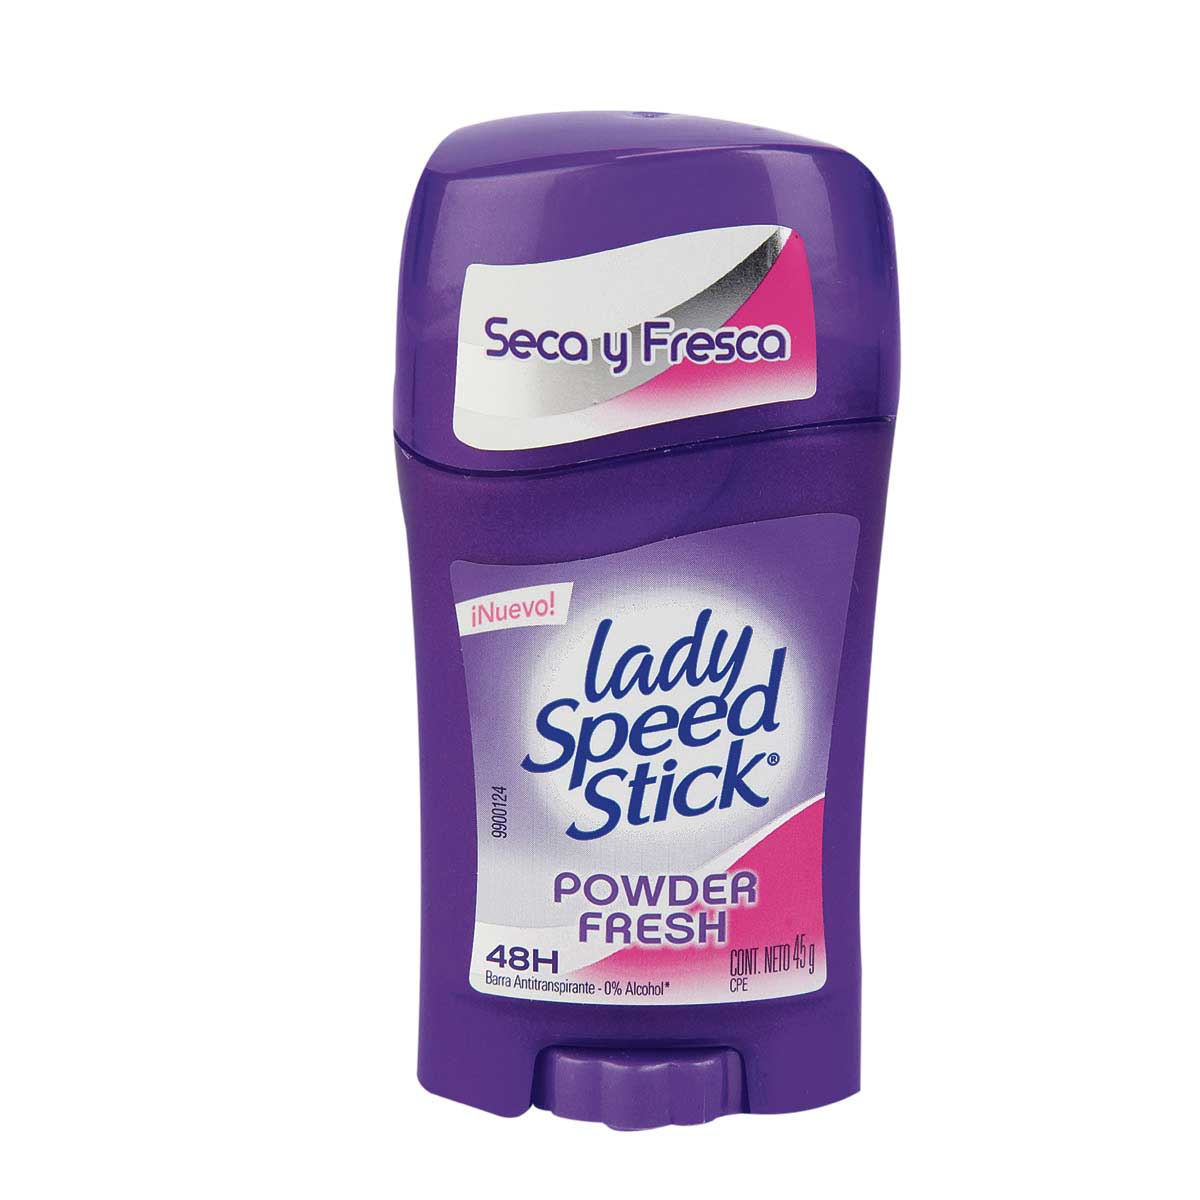 Seca y Fresca
¡Nuevo!
lady
Speed
Stick®
9900124
POWDER
FRESH
48H
Barra Antitranspirante - 0% Alcohol*
CONT. NETO 45 g
CPE